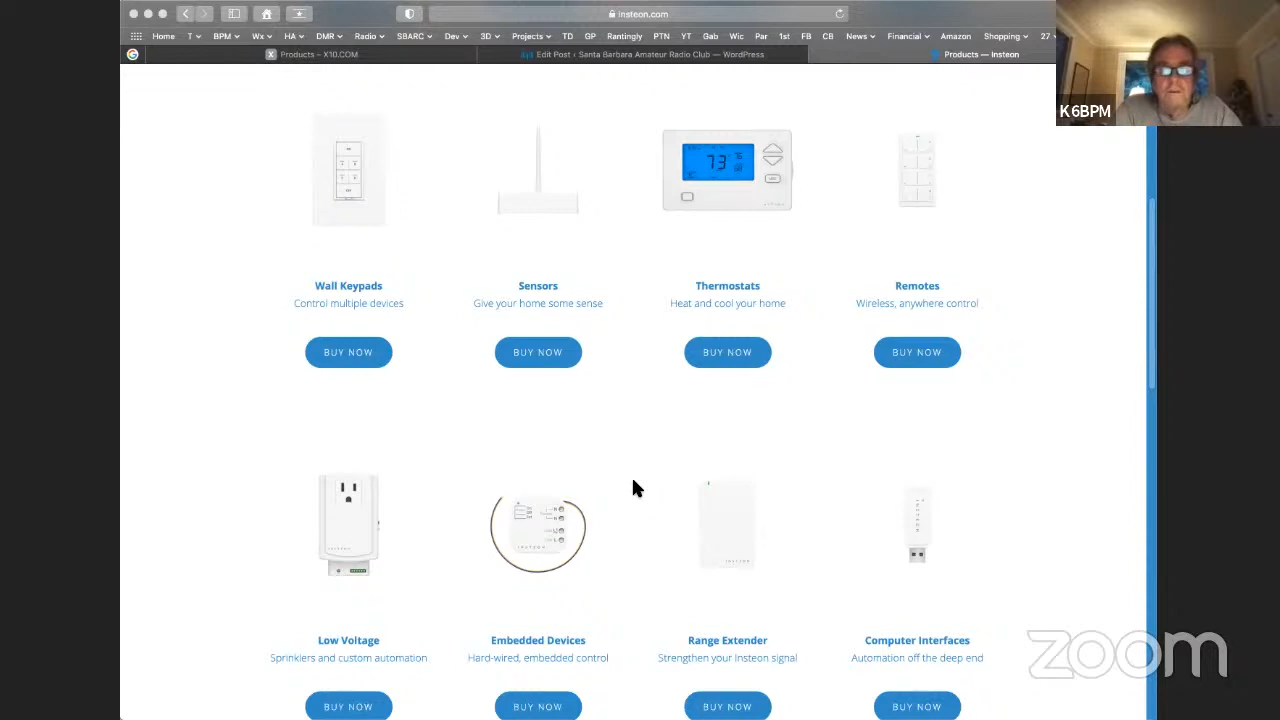 insteon.com
Home T BPM Wx HA DMR Radio SBARC Dev 3D Projects TD GP Rantingly PTN YT Gab Wic Par 1st FB CB News Financial Amazon Shopping 27
Products – X10.COM Edit Post ‹ Santa Barbara Amateur Radio Club — WordPress Products — Insteon
K6BPM
73
Wall Keypads Sensors Thermostats Remotes
Control multiple devices Give your home some sense Heat and cool your home Wireless, anywhere control
BUY NOW BUY NOW BUY NOW BUY NOW
INSTEON INSTEON INSTEON INSTEON
Low Voltage Embedded Devices Range Extender Computer Interfaces
Sprinklers and custom automation Hard-wired, embedded control Strengthen your Insteon signal Automation off the deep end
BUY NOW BUY NOW BUY NOW BUY NOW
zoom